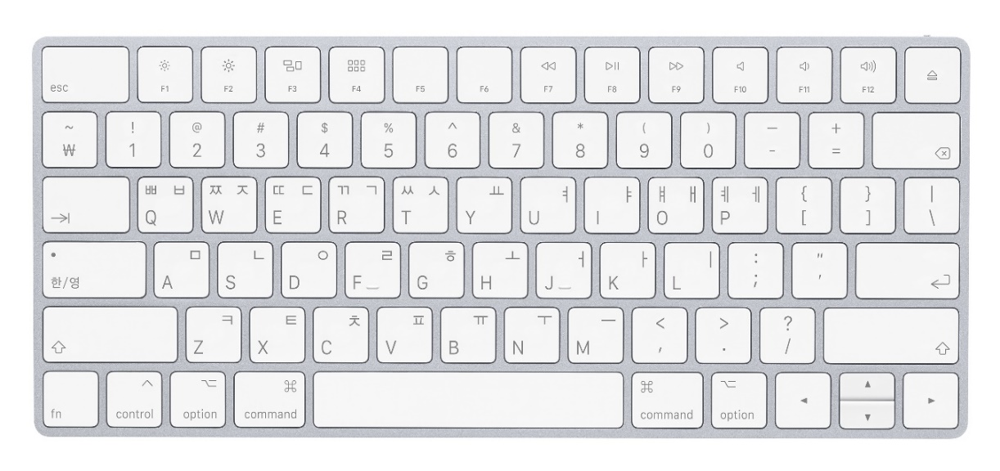 F1 F2 F3 F4 F5 F6 F7 F8 F9 F10 F11 F12
esc
~ ! @ # $ % ^ & * ( ) — +
₩ 1 2 3 4 5 6 7 8 9 0 - =
ㅃ ㅂ ㅉ ㅈ ㄸ ㄷ ㄲ ㄱ ㅆ ㅅ ㅛ ㅕ ㅑ ㅒ ㅐ ㅖ ㅔ { } |
Q W E R T Y U I O P [ ] \
ㅁ ㄴ ㅇ ㄹ ㅎ ㅗ ㅓ ㅏ ㅣ : "
한/영 A S D F G H J K L ; '
ㅋ ㅌ ㅊ ㅍ ㅠ ㅜ ㅡ < > ?
Z X C V B N M , . /
fn control option command command option